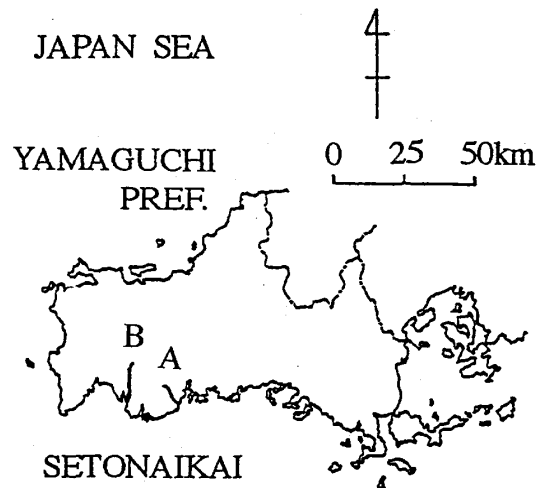 JAPAN SEA
YAMAGUCHI
PREF.
0 25 50km
B
A
SETONAIKAI